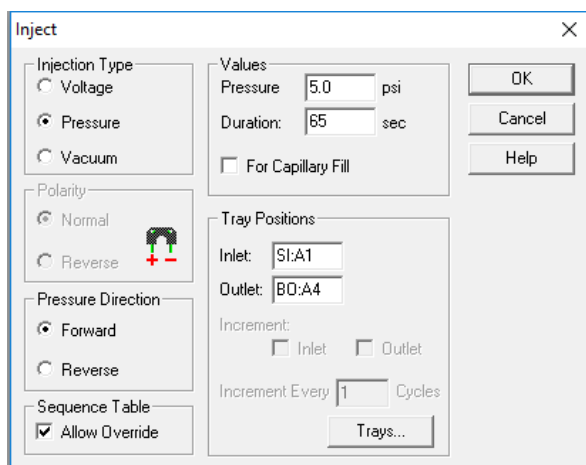 Inject
Injection Type
Voltage
Pressure
Vacuum
Polarity
Normal
Reverse
+ -
Pressure Direction
Forward
Reverse
Sequence Table
Allow Override
Values
Pressure 5.0 psi
Duration: 65 sec
For Capillary Fill
Tray Positions
Inlet: SI:A1
Outlet: BO:A4
Increment:
Inlet Outlet
Increment Every 1 Cycles
Trays...
OK
Cancel
Help